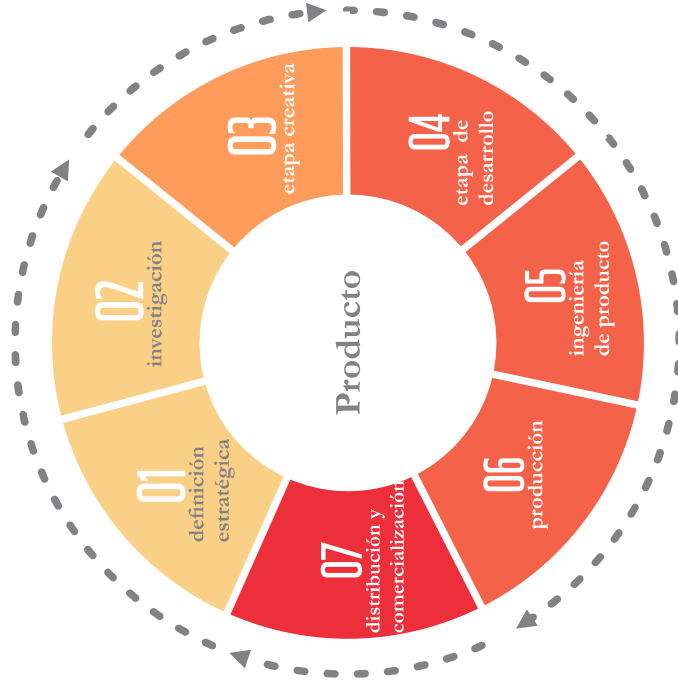 Producto
01
definición
estratégica
02
investigación
03
etapa creativa
04
etapa de
desarrollo
05
ingeniería
de producto
06
producción
07
distribución y
comercialización